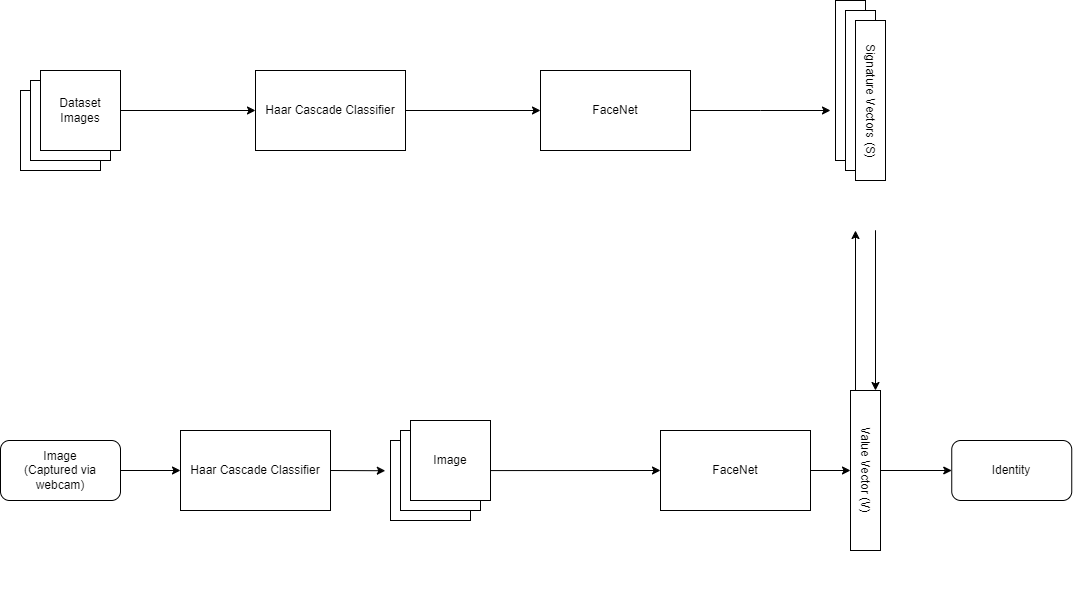 Dataset
Images
Haar Cascade Classifier
FaceNet
Signature Vectors (S)
Image
(Captured via
webcam)
Haar Cascade Classifier
Image
FaceNet
Value Vector (V)
Identity